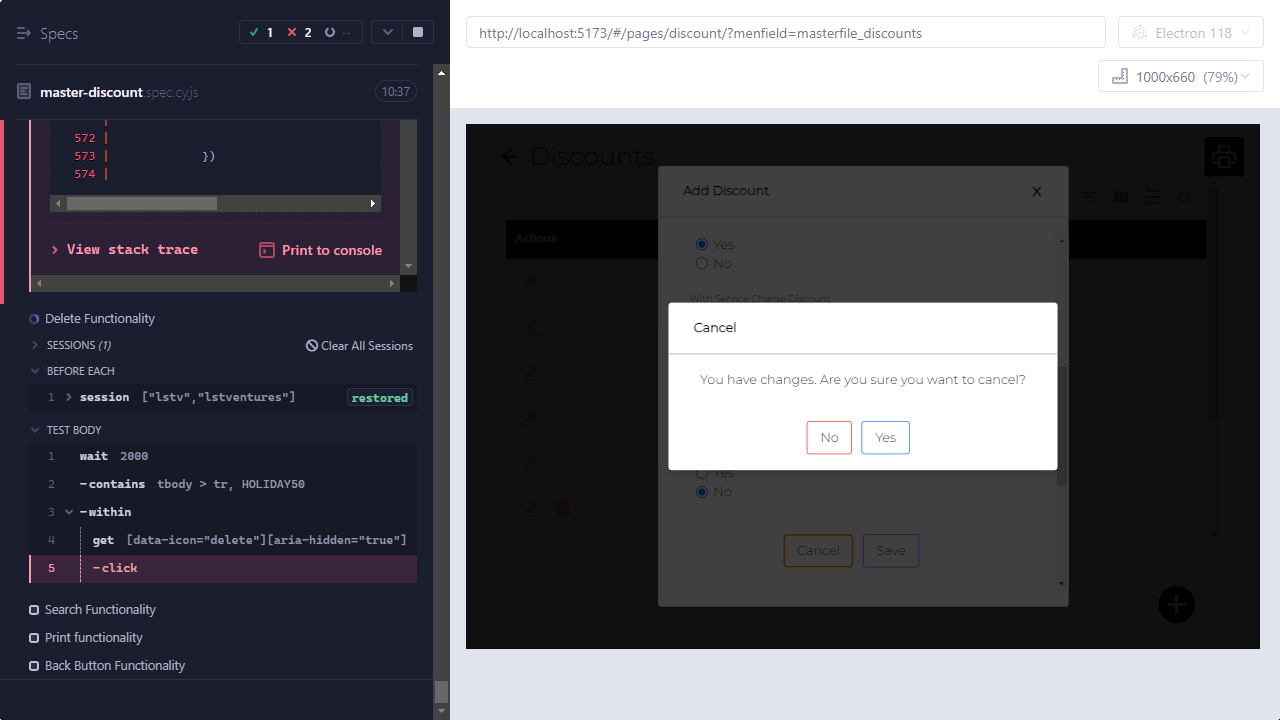 Specs
1
2
--
master-discount.spec.cy.js
10:37
572 |
573 | })
574 |
View stack trace
Print to console
Delete Functionality
SESSIONS (1)
Clear All Sessions
BEFORE EACH
1 session ["lstv","lstventures"] restored
TEST BODY
1 wait 2000
2 -contains tbody > tr, HOLIDAY50
3 -within
4 get [data-icon="delete"][aria-hidden="true"]
5 -click
Search Functionality
Print functionality
Back Button Functionality
http://localhost:5173/#/pages/discount/?menfield=masterfile_discounts
Electron 118
1000x660 (79%)
Discounts
Add Discount
X
Actions
Yes
No
With Service Charge Discount
Cancel
You have changes. Are you sure you want to cancel?
No
Yes
Yes
No
Cancel
Save